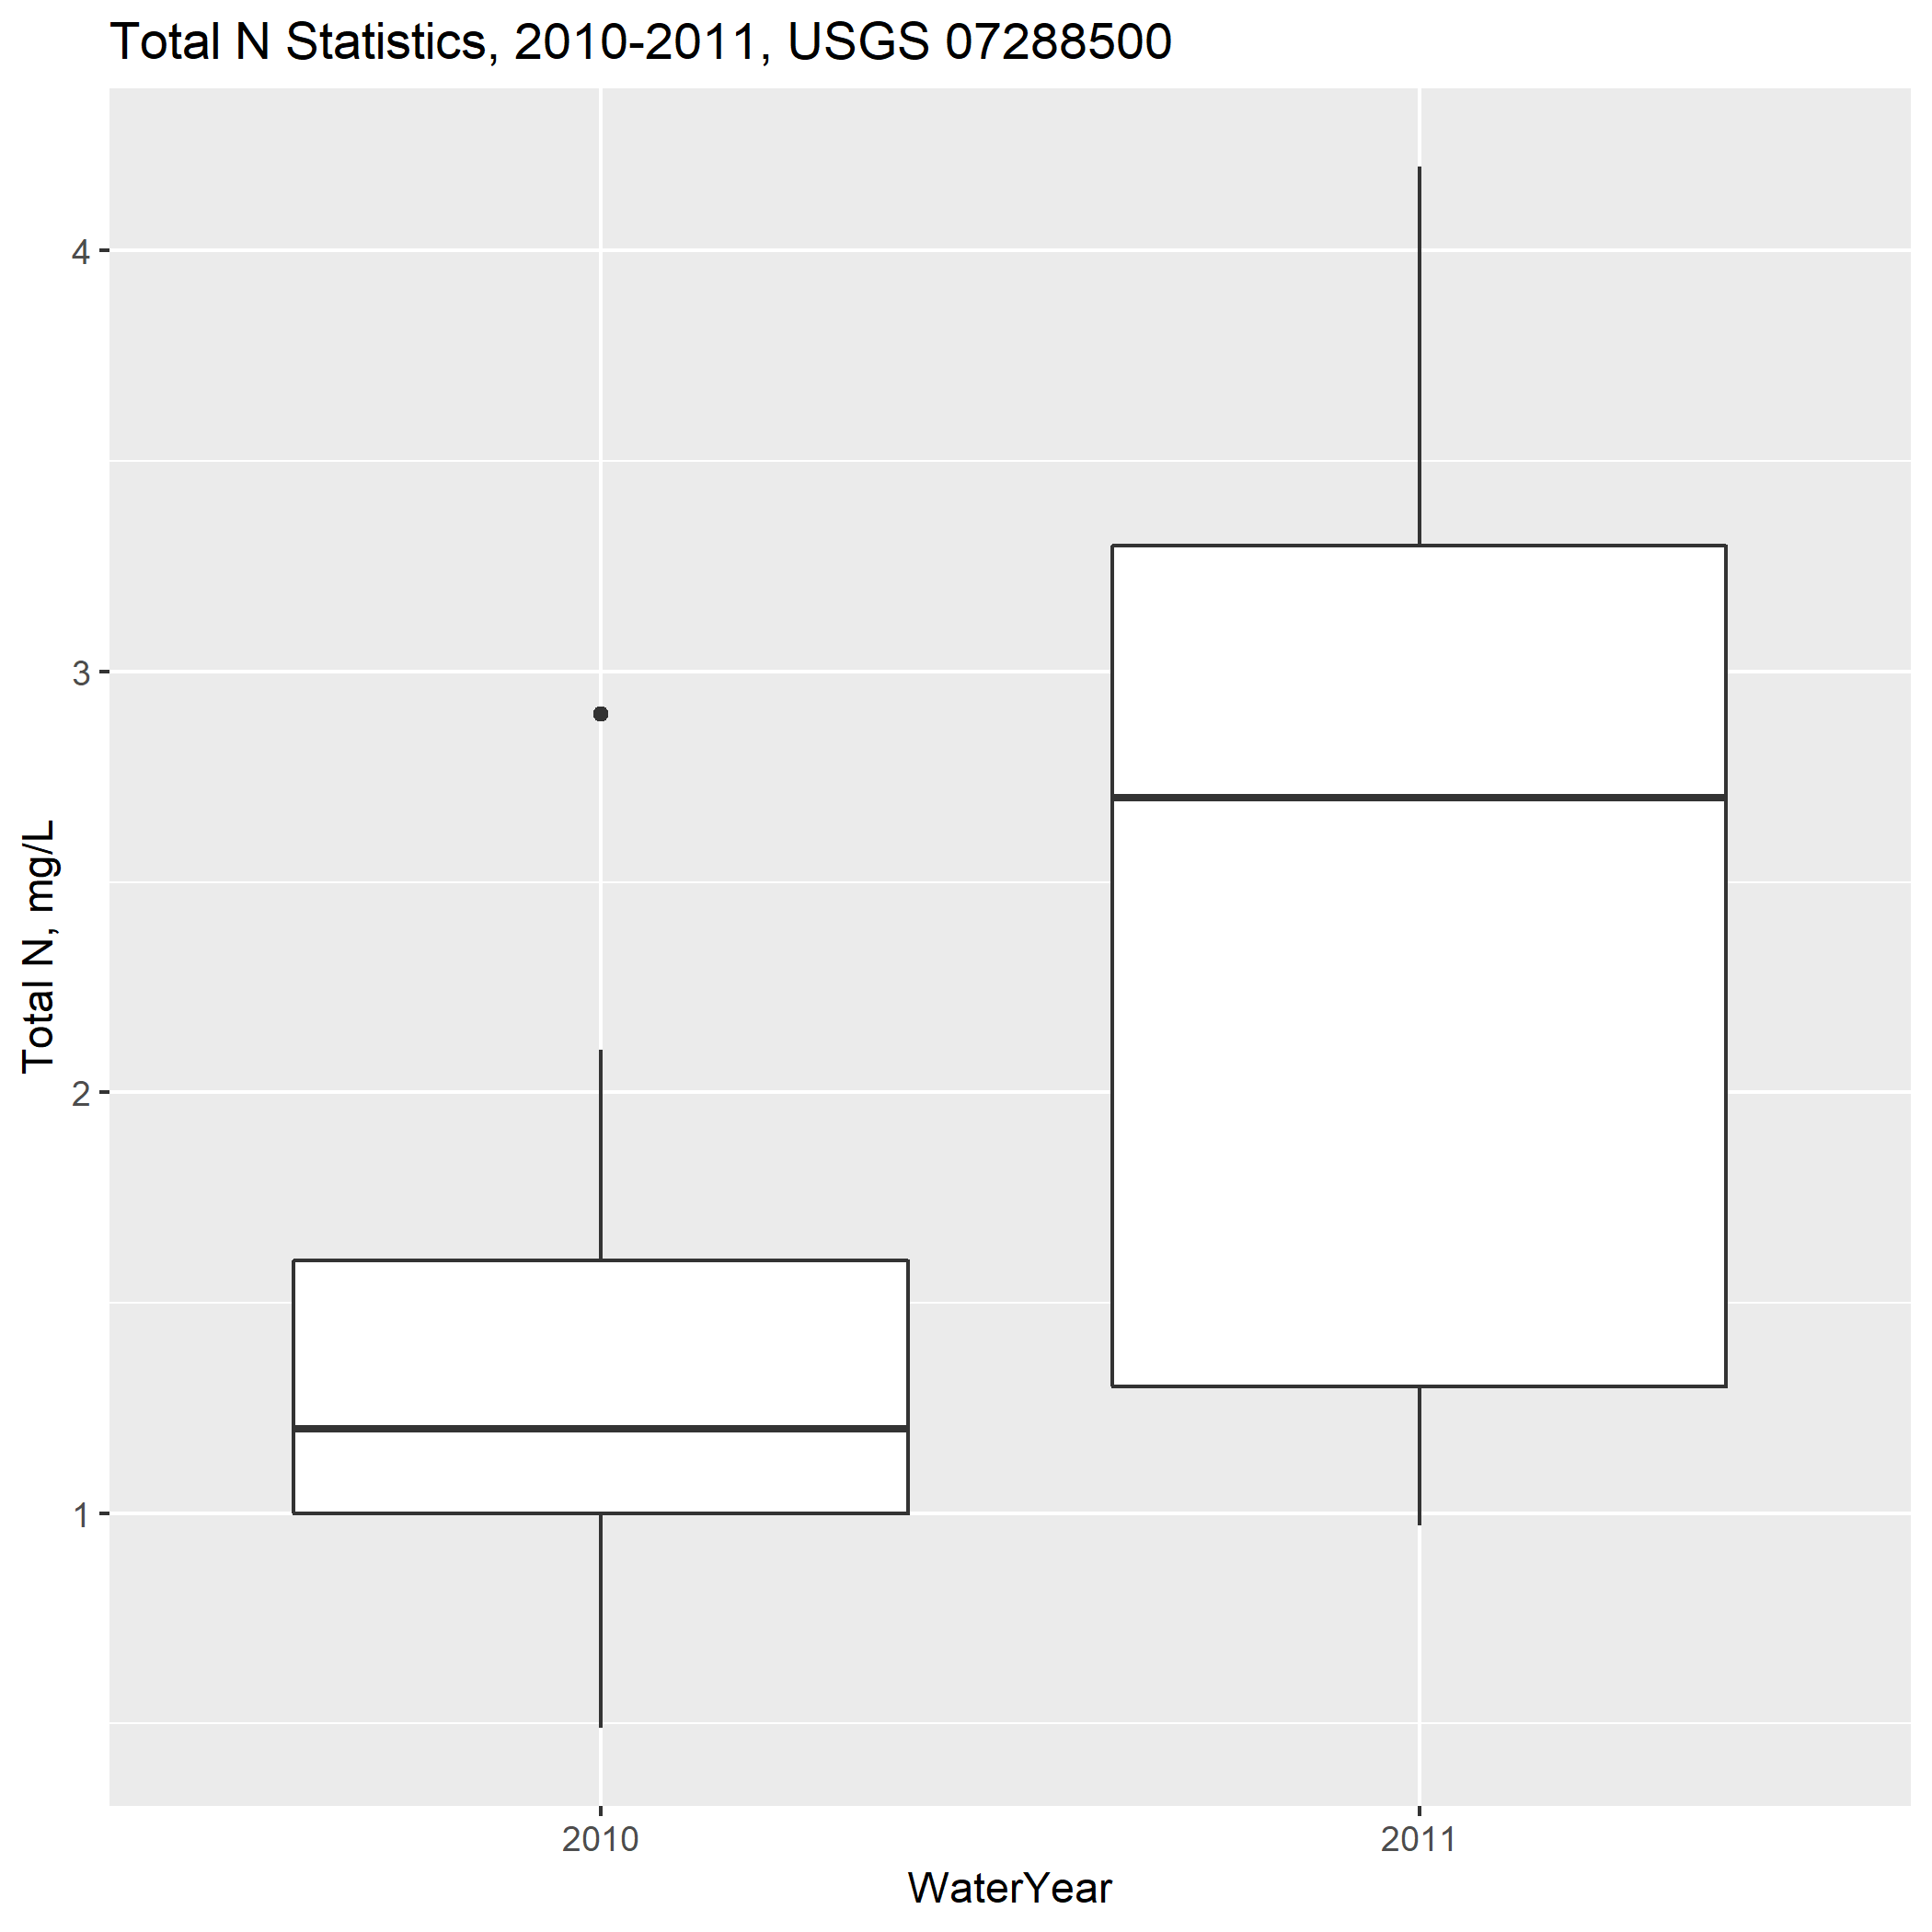 Total N Statistics, 2010-2011, USGS 07288500
Total N, mg/L
4
3
2
1
2010
2011
WaterYear